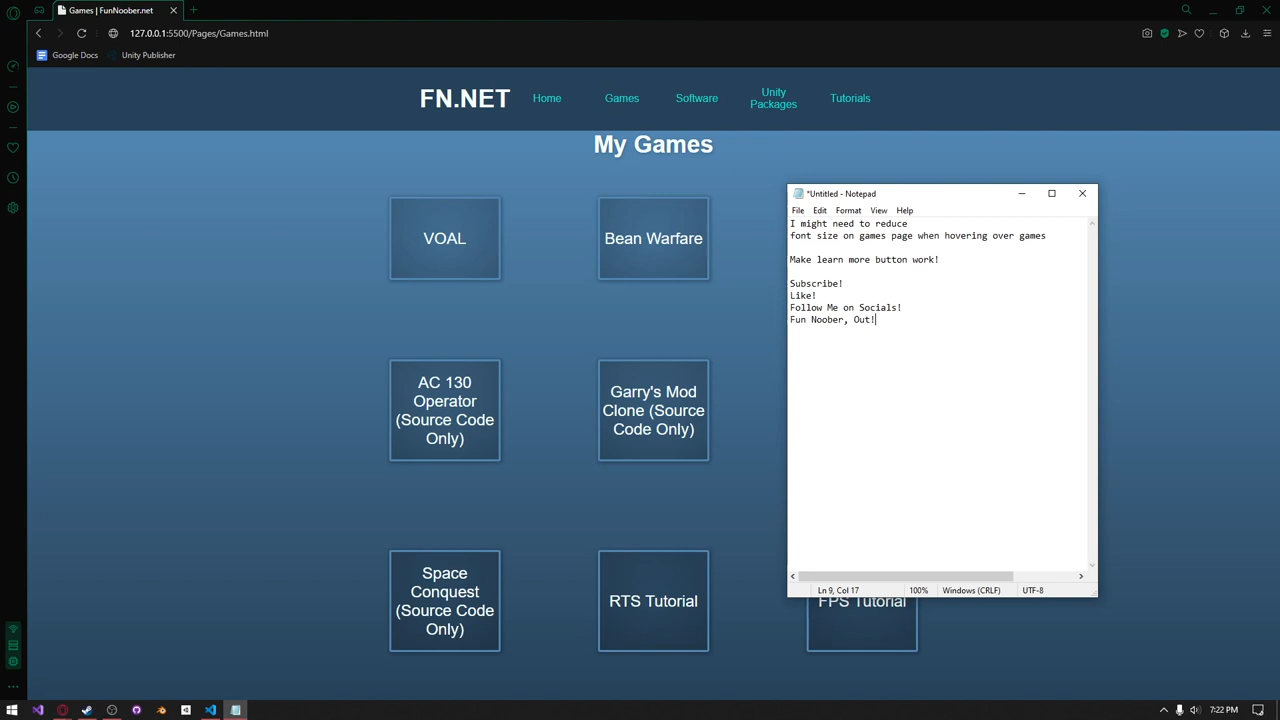 Games | FunNoober.net
127.0.0.1:5500/Pages/Games.html
Google Docs
Unity Publisher
FN.NET
Home
Games
Software
Unity
Packages
Tutorials
My Games
VOAL
Bean Warfare
AC 130
Operator
(Source Code
Only)
Garry's Mod
Clone (Source
Code Only)
Space
Conquest
(Source Code
Only)
RTS Tutorial
FPS Tutorial
*Untitled - Notepad
File Edit Format View Help
I might need to reduce
font size on games page when hovering over games
Make learn more button work!
Subscribe!
Like!
Follow Me on Socials!
Fun Noober, Out!
Ln 9, Col 17
100%
Windows (CRLF)
UTF-8
7:22 PM